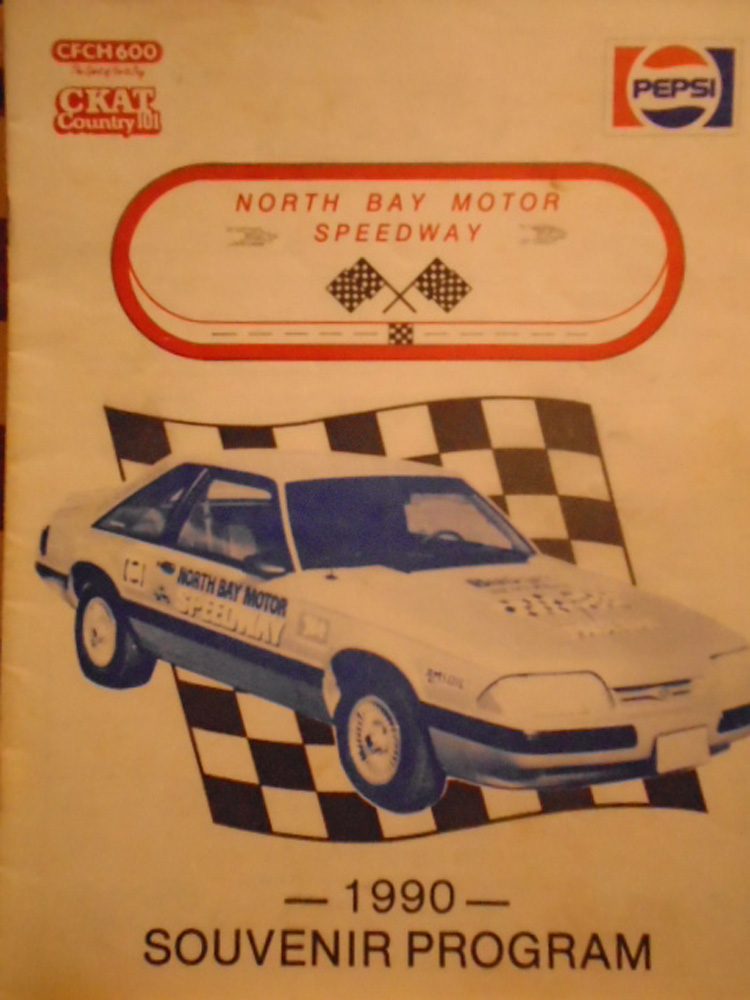 CFCH 600
CKAT
Country 101
PEPSI
NORTH BAY MOTOR
SPEEDWAY
NORTH BAY MOTOR
SPEEDWAY
— 1990 —
SOUVENIR PROGRAM